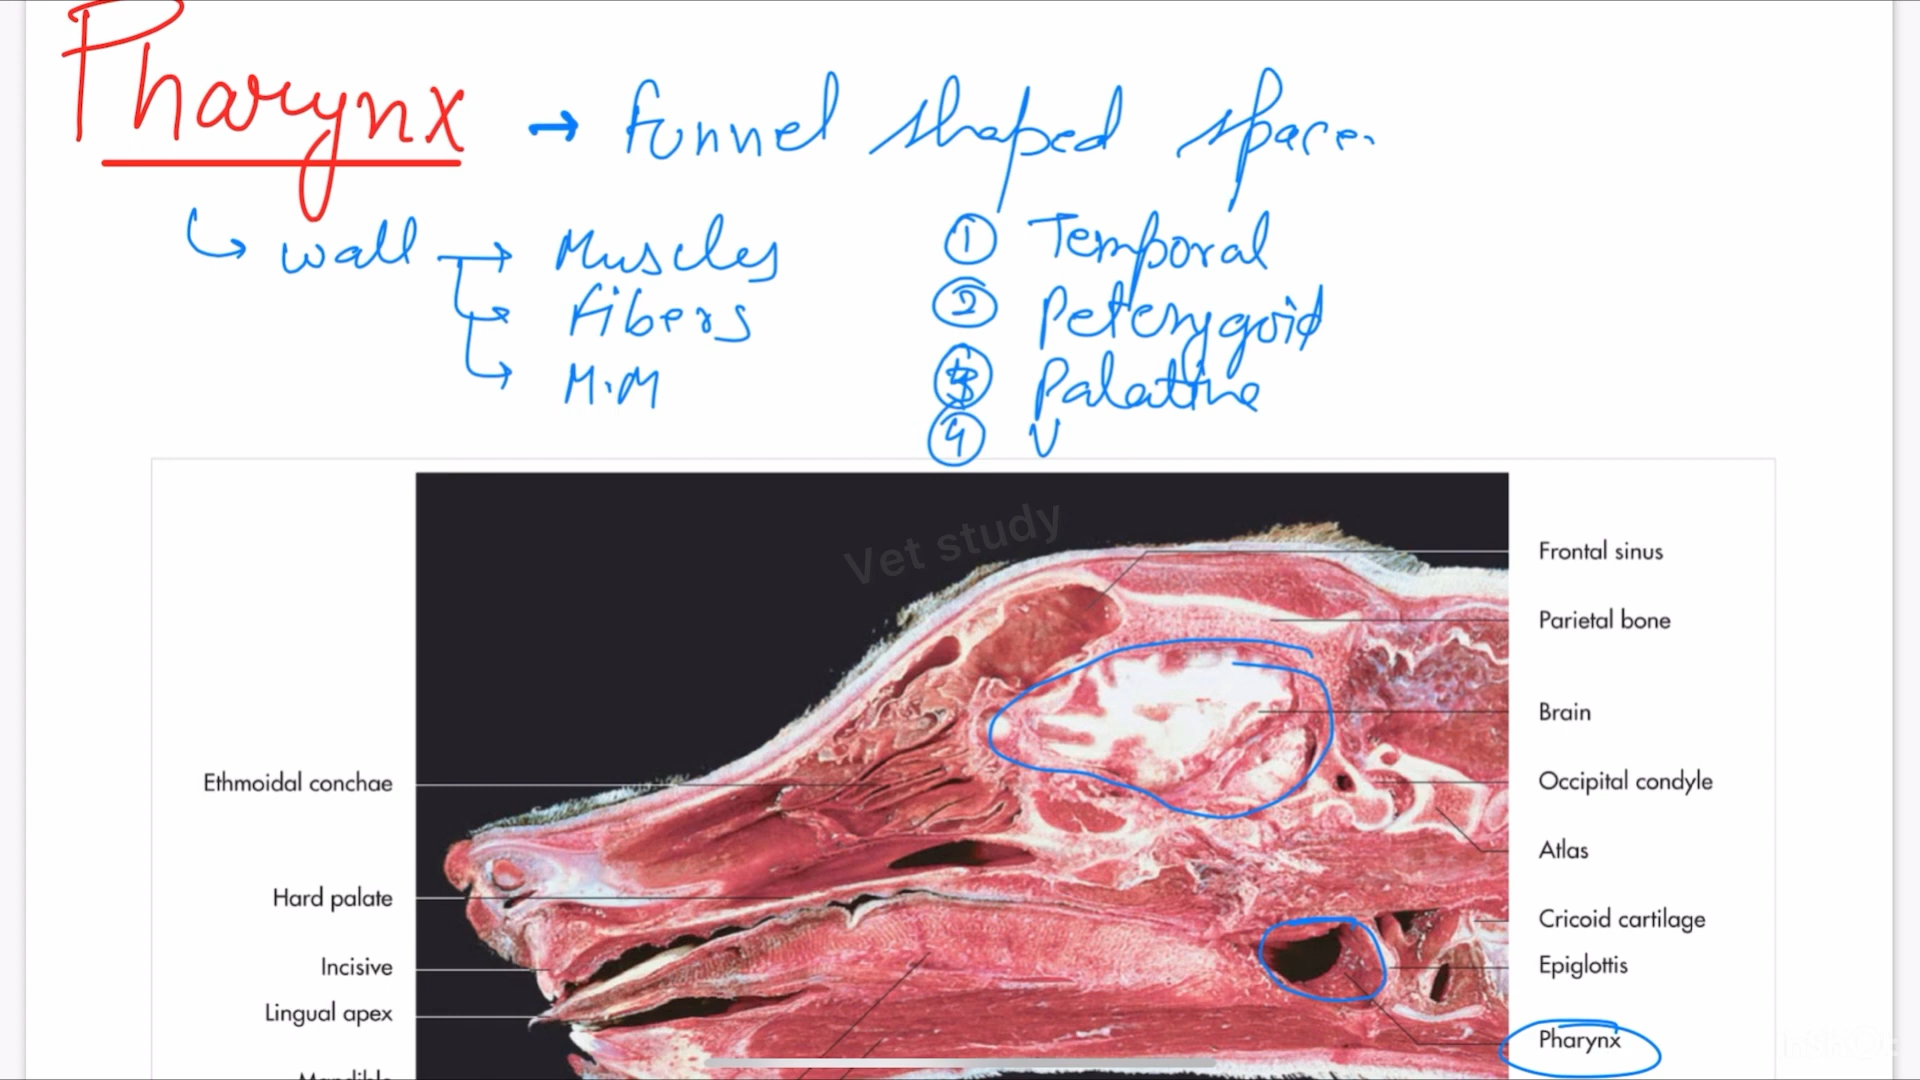 Pharynx → funnel shaped space.
↳ wall → Muscles
→ fibers
↳ M.M
① Temporal
② Peterygoid
Palatine
④ V
Vet study
Frontal sinus
Parietal bone
Brain
Occipital condyle
Atlas
Cricoid cartilage
Epiglottis
Pharynx
Ethmoidal conchae
Hard palate
Incisive
Lingual apex